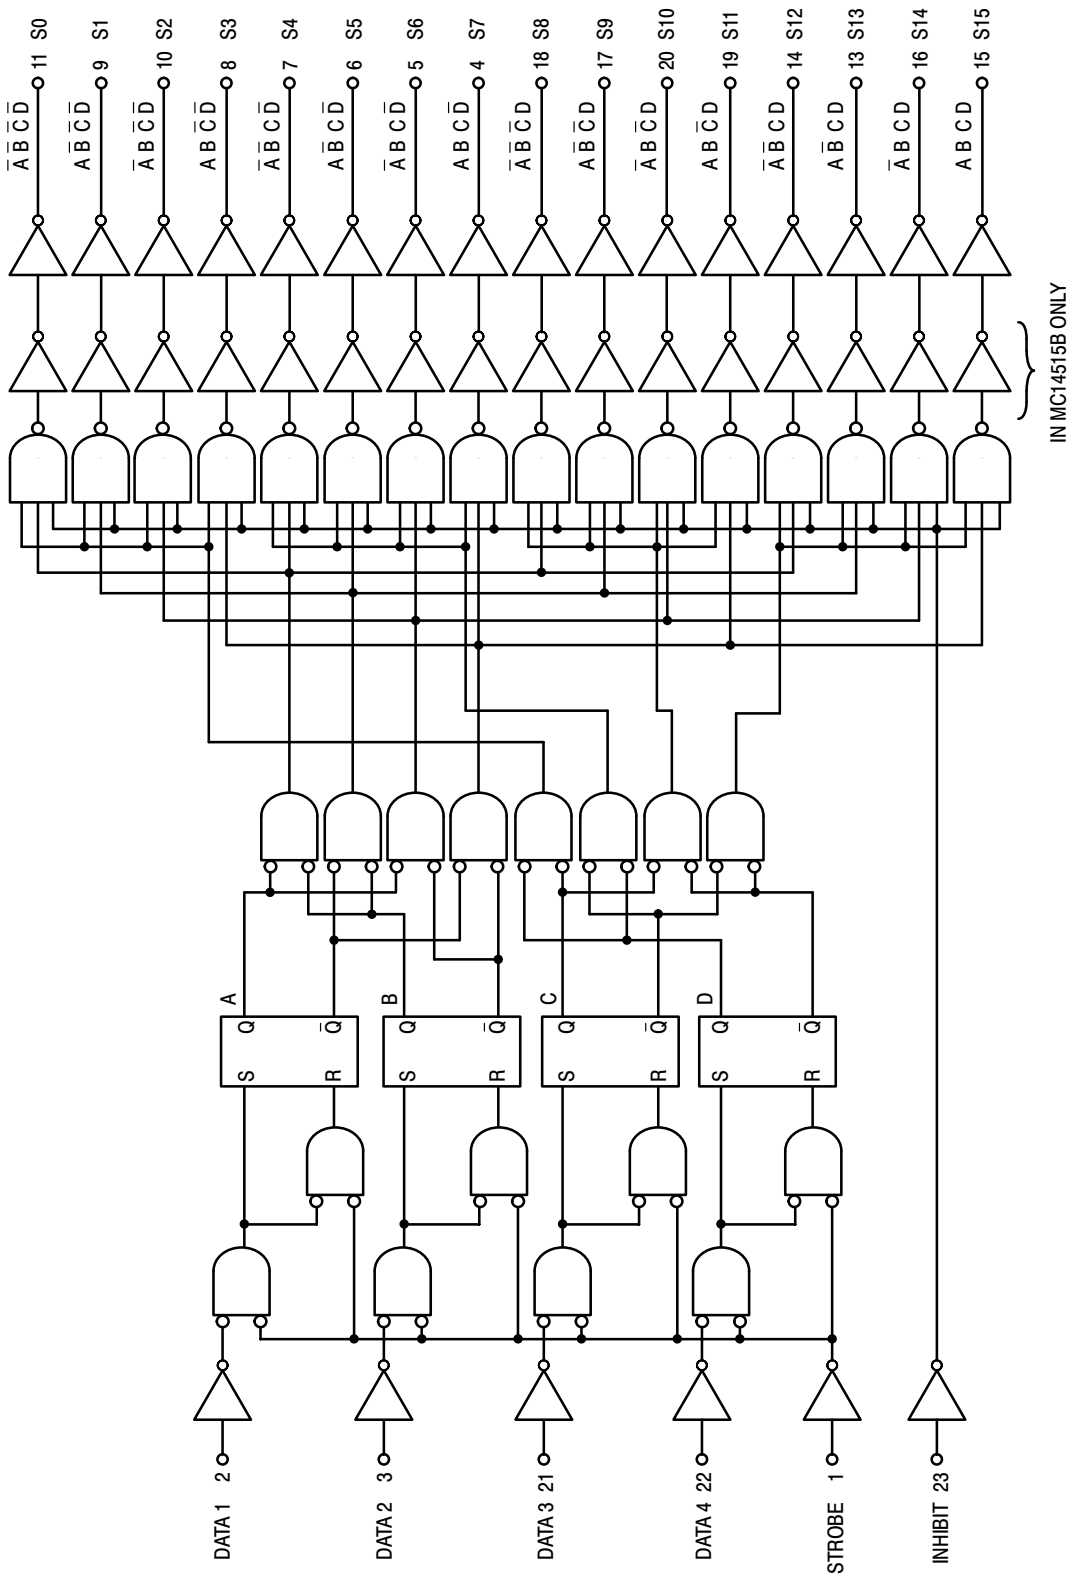 DATA 1 2
DATA 2 3
DATA 3 21
DATA 4 22
STROBE 1
INHIBIT 23
A
S Q
R Q̅
B
S Q
R Q̅
C
S Q
R Q̅
D
S Q
R Q̅
A̅ B̅ C̅ D̅ 11 S0
A B̅ C̅ D̅ 9 S1
A̅ B C̅ D̅ 10 S2
A B C̅ D̅ 8 S3
A̅ B̅ C D̅ 7 S4
A B̅ C D̅ 6 S5
A̅ B C D̅ 5 S6
A B C D̅ 4 S7
A̅ B̅ C̅ D 18 S8
A B̅ C̅ D 17 S9
A̅ B C̅ D 20 S10
A B C̅ D 19 S11
A̅ B̅ C D 14 S12
A B̅ C D 13 S13
A̅ B C D 16 S14
A B C D 15 S15
IN MC14515B ONLY